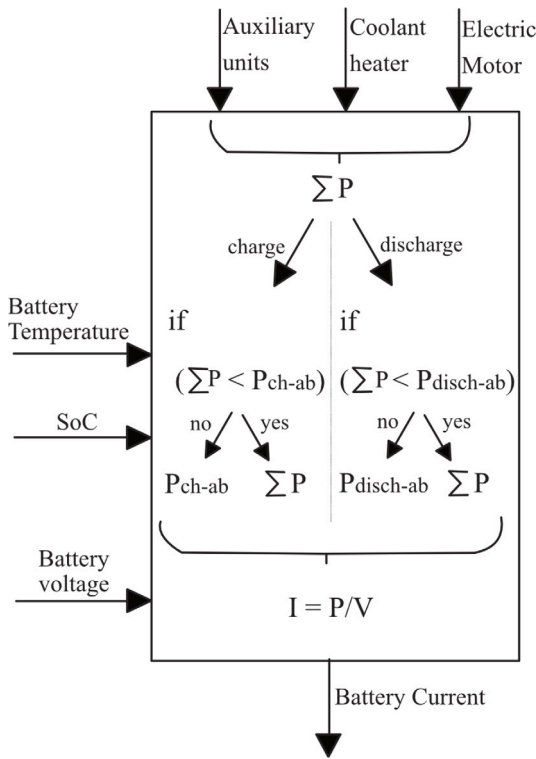 Auxiliary units
Coolant heater
Electric Motor
∑ P
charge
discharge
Battery Temperature
if
if
(∑P < Pch-ab)
(∑P < Pdisch-ab)
SoC
no
yes
no
yes
Pch-ab
∑ P
Pdisch-ab
∑ P
Battery voltage
I = P/V
Battery Current